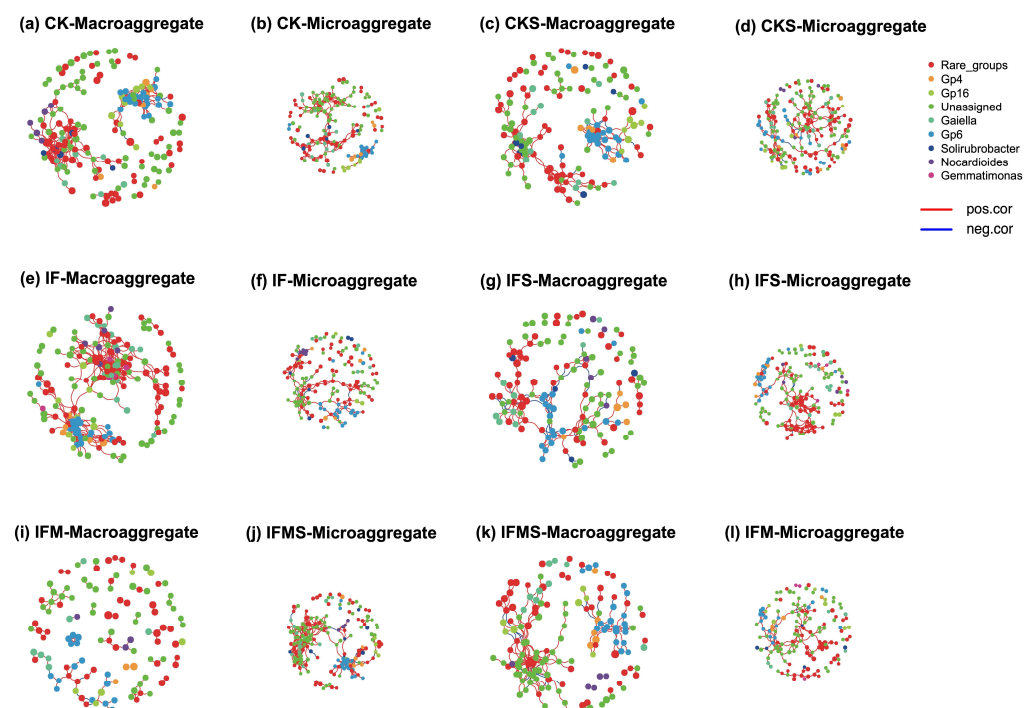 (a) CK-Macroaggregate
(b) CK-Microaggregate
(c) CKS-Macroaggregate
(d) CKS-Microaggregate
Rare_groups
Gp4
Gp16
Unassigned
Gaiella
Gp6
Solirubrobacter
Nocardioides
Gemmatimonas
pos.cor
neg.cor
(e) IF-Macroaggregate
(f) IF-Microaggregate
(g) IFS-Macroaggregate
(h) IFS-Microaggregate
(i) IFM-Macroaggregate
(j) IFMS-Microaggregate
(k) IFMS-Macroaggregate
(l) IFM-Microaggregate